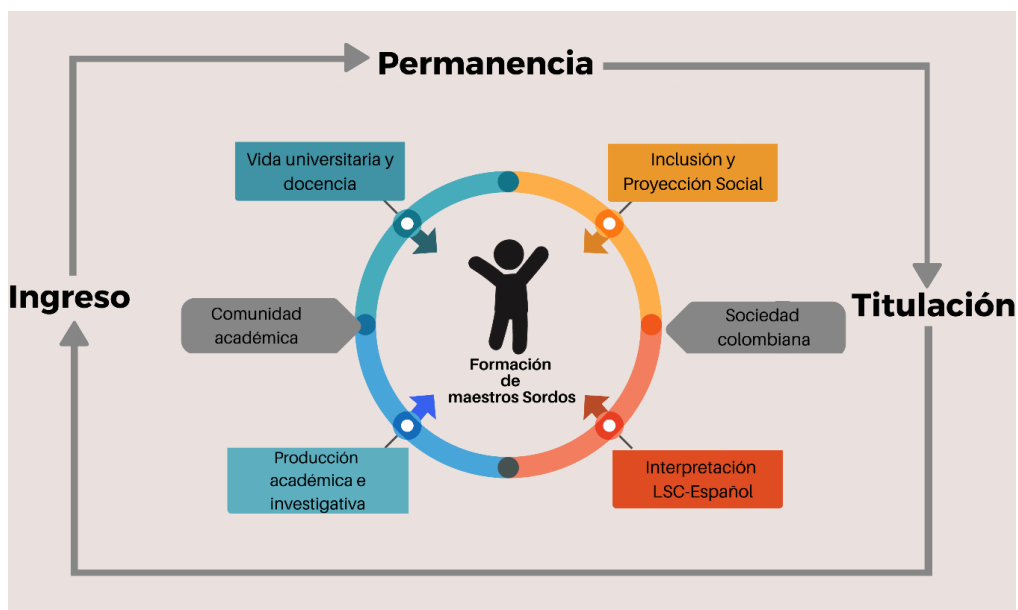 Permanencia
Vida universitaria y
docencia
Inclusión y
Proyección Social
Ingreso
Comunidad
académica
Sociedad
colombiana
Titulación
Formación
de
maestros Sordos
Producción
académica e
investigativa
Interpretación
LSC-Español